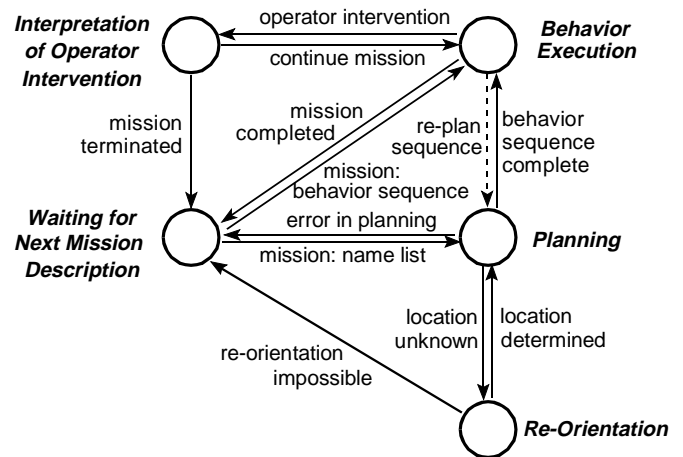 Interpretation
of Operator
Intervention
operator intervention
continue mission
Behavior
Execution
mission
terminated
mission
completed
mission:
behavior sequence
re-plan
sequence
behavior
sequence
complete
Waiting for
Next Mission
Description
error in planning
mission: name list
Planning
re-orientation
impossible
location
unknown
location
determined
Re-Orientation